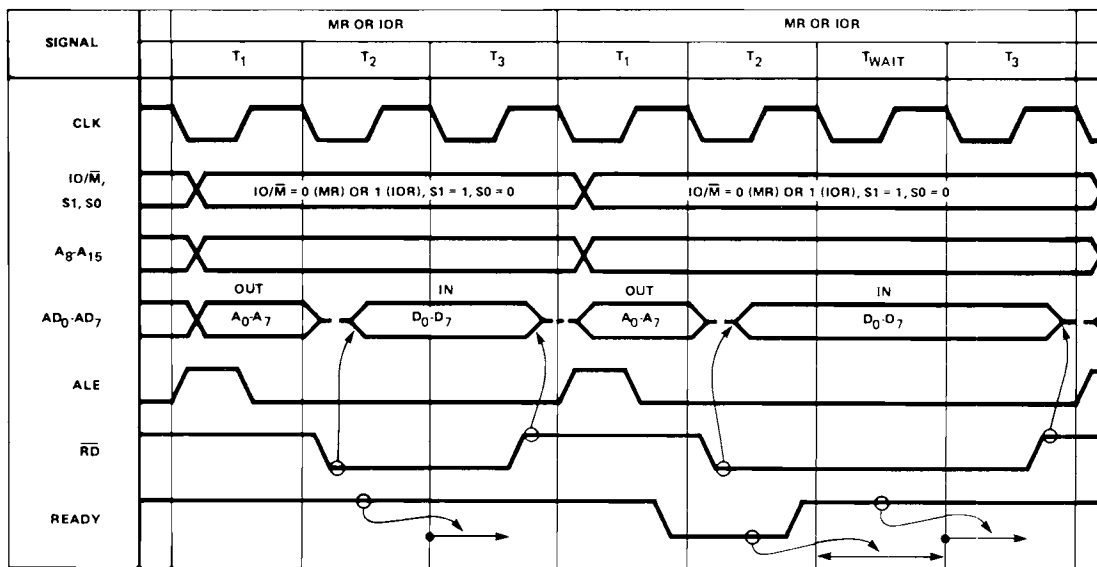 SIGNAL
MR OR IOR
MR OR IOR
T1 T2 T3 T1 T2 TWAIT T3
CLK
IO/M̅,
S1, S0
IO/M̅ = 0 (MR) OR 1 (IOR), S1 = 1, S0 = 0
IO/M̅ = 0 (MR) OR 1 (IOR), S1 = 1, S0 = 0
A8-A15
OUT IN OUT IN
AD0-AD7
A0-A7 D0-D7 A0-A7 D0-D7
ALE
R̅D̅
READY